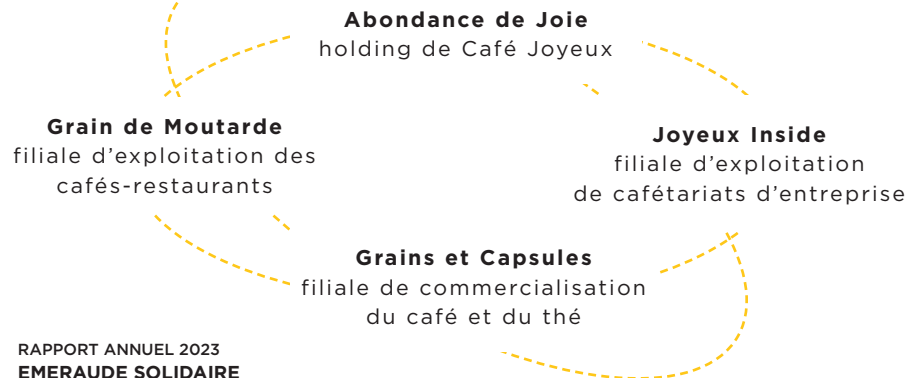 Abondance de Joie
holding de Café Joyeux
Grain de Moutarde
filiale d’exploitation des
cafés-restaurants
Joyeux Inside
filiale d’exploitation
de cafétariats d’entreprise
Grains et Capsules
filiale de commercialisation
du café et du thé
RAPPORT ANNUEL 2023
EMERAUDE SOLIDAIRE